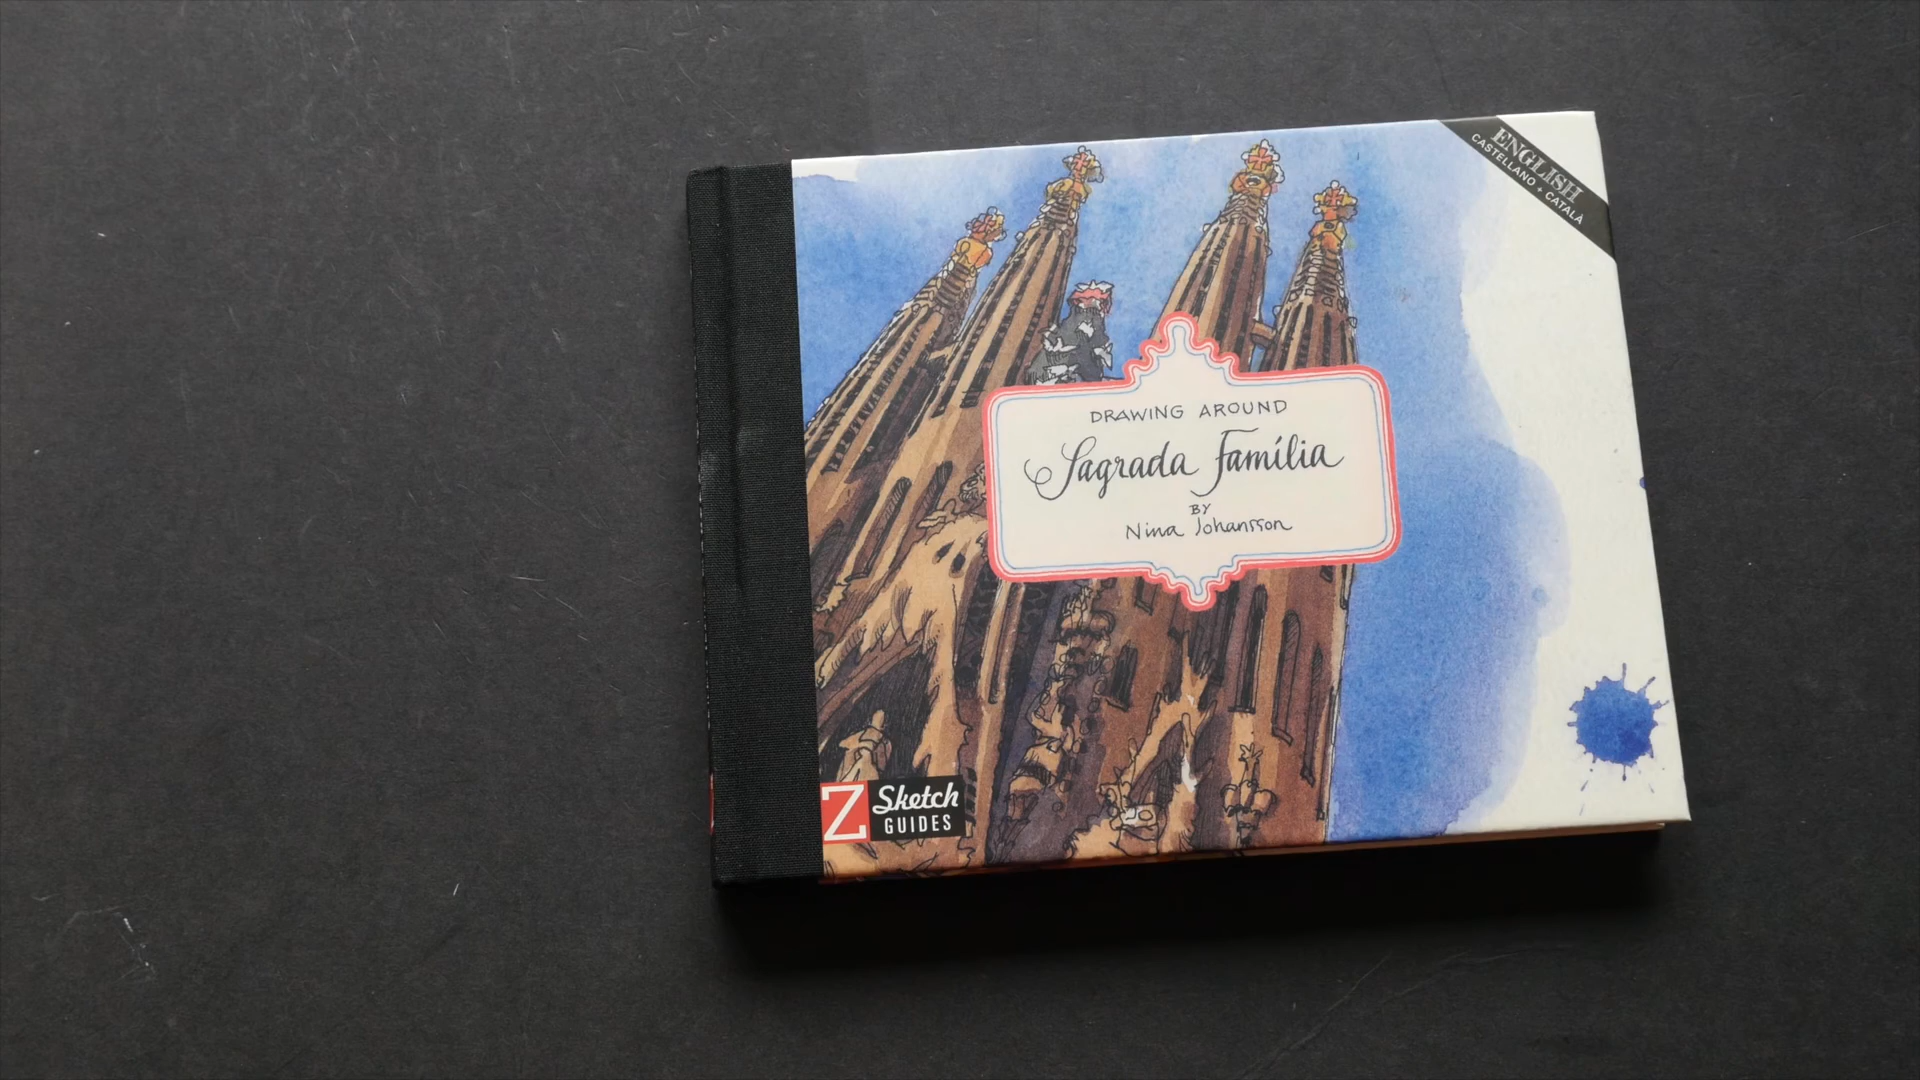 ENGLISH
CASTELLANO + CATALÀ
DRAWING AROUND
Sagrada Família
BY
Nina Johansson
Z Sketch
GUIDES